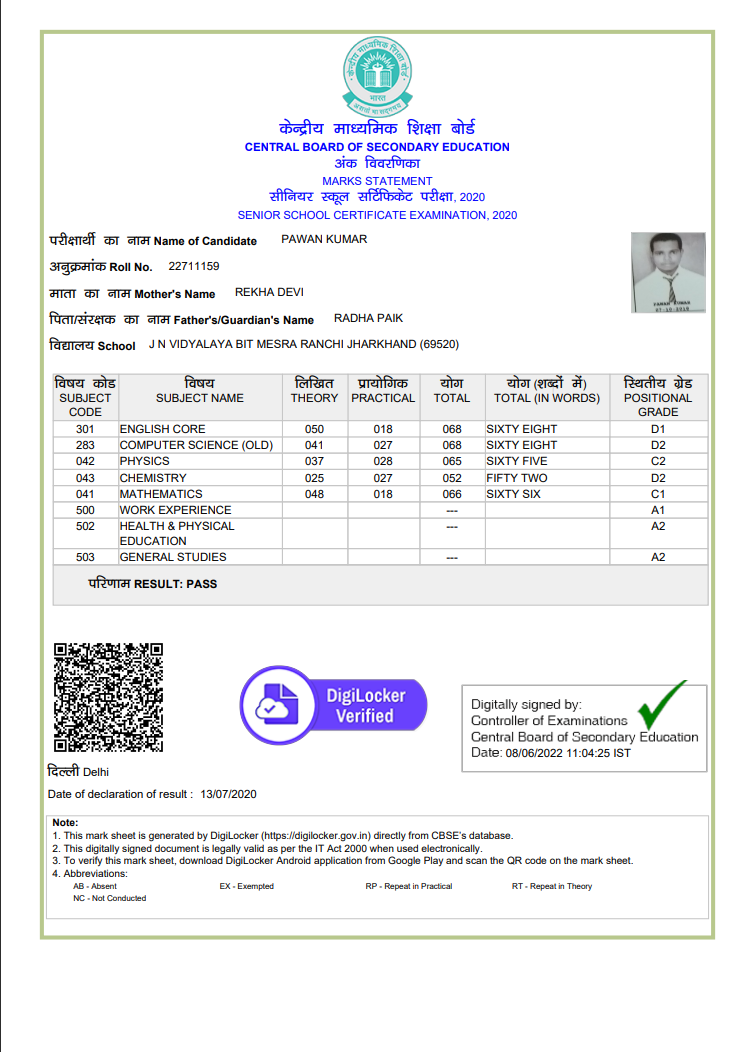 केन्द्रीय माध्यमिक शिक्षा बोर्ड
भारत
असतो मा सद्गमय
केन्द्रीय माध्यमिक शिक्षा बोर्ड
CENTRAL BOARD OF SECONDARY EDUCATION
अंक विवरणिका
MARKS STATEMENT
सीनियर स्कूल सर्टिफिकेट परीक्षा, 2020
SENIOR SCHOOL CERTIFICATE EXAMINATION, 2020
परीक्षार्थी का नाम Name of Candidate PAWAN KUMAR
अनुक्रमांक Roll No. 22711159
माता का नाम Mother's Name REKHA DEVI
पिता/संरक्षक का नाम Father's/Guardian's Name RADHA PAIK
विद्यालय School J N VIDYALAYA BIT MESRA RANCHI JHARKHAND (69520)
PAWAN KUMAR
07-10-2019
विषय कोड विषय लिखित प्रायोगिक योग योग (शब्दों में) स्थितीय ग्रेड
SUBJECT CODE SUBJECT NAME THEORY PRACTICAL TOTAL TOTAL (IN WORDS) POSITIONAL GRADE
301 ENGLISH CORE 050 018 068 SIXTY EIGHT D1
283 COMPUTER SCIENCE (OLD) 041 027 068 SIXTY EIGHT D2
042 PHYSICS 037 028 065 SIXTY FIVE C2
043 CHEMISTRY 025 027 052 FIFTY TWO D2
041 MATHEMATICS 048 018 066 SIXTY SIX C1
500 WORK EXPERIENCE --- A1
502 HEALTH & PHYSICAL EDUCATION --- A2
503 GENERAL STUDIES --- A2
परिणाम RESULT: PASS
DigiLocker
Verified
Digitally signed by:
Controller of Examinations
Central Board of Secondary Education
Date: 08/06/2022 11:04:25 IST
दिल्ली Delhi
Date of declaration of result : 13/07/2020
Note:
1. This mark sheet is generated by DigiLocker (https://digilocker.gov.in) directly from CBSE's database.
2. This digitally signed document is legally valid as per the IT Act 2000 when used electronically.
3. To verify this mark sheet, download DigiLocker Android application from Google Play and scan the QR code on the mark sheet.
4. Abbreviations:
AB - Absent EX - Exempted RP - Repeat in Practical RT - Repeat in Theory
NC - Not Conducted